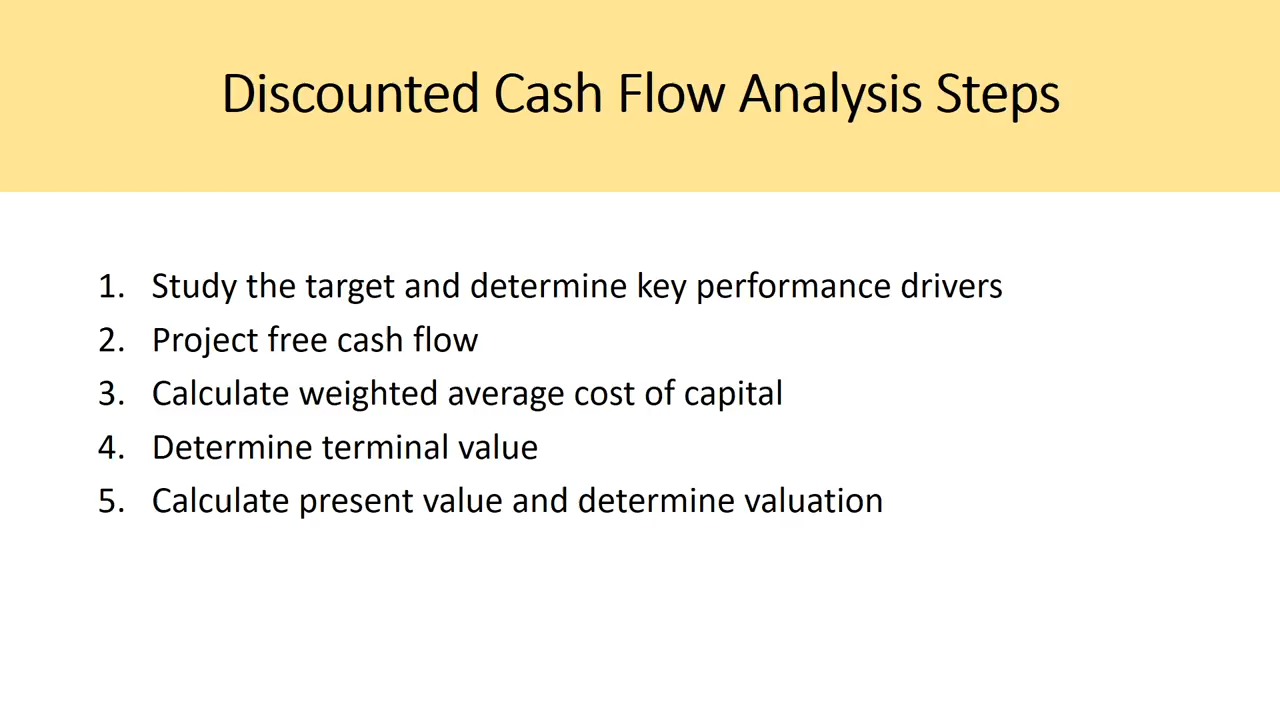 Discounted Cash Flow Analysis Steps
1. Study the target and determine key performance drivers
2. Project free cash flow
3. Calculate weighted average cost of capital
4. Determine terminal value
5. Calculate present value and determine valuation